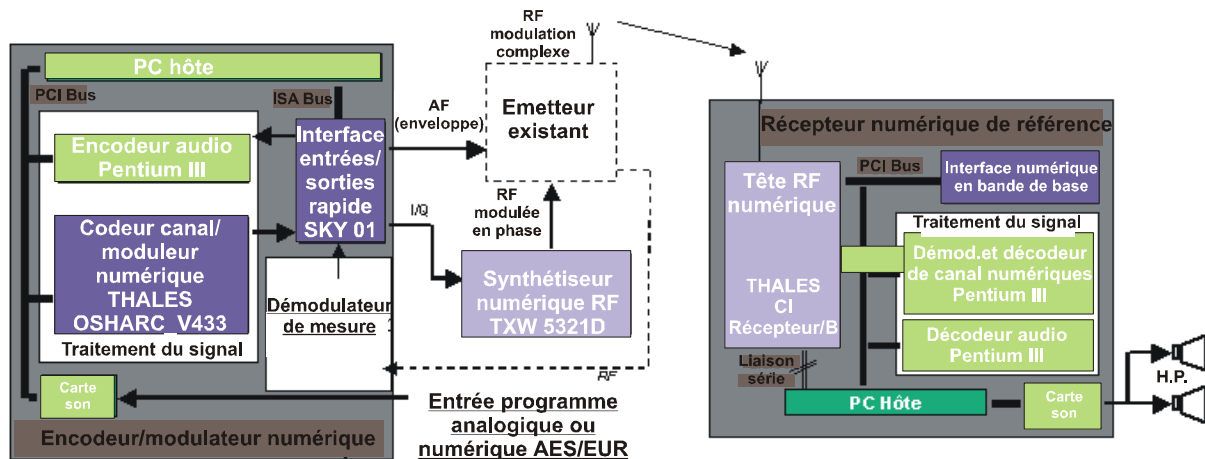 PC hôte
PCI Bus
ISA Bus
Encodeur audio
Pentium III
Interface
entrées/
sorties
rapide
SKY 01
Codeur canal/
moduleur
numérique
THALES
OSHARC_V433
Traitement du signal
Démodulateur
de mesure
Carte
son
Encodeur/modulateur numérique
RF
modulation
complexe
Emetteur
existant
AF
(enveloppe)
RF
modulée
en phase
I/Q
Synthétiseur
numérique RF
TXW 5321D
RF
Entrée programme
analogique ou
numérique AES/EUR
Récepteur numérique de référence
PCI Bus
Tête RF
numérique
THALES
CI
Récepteur/B
Interface numérique
en bande de base
Traitement du signal
Démod.et décodeur
de canal numériques
Pentium III
Décodeur audio
Pentium III
Liaison
série
PC Hôte
Carte
son
H.P.